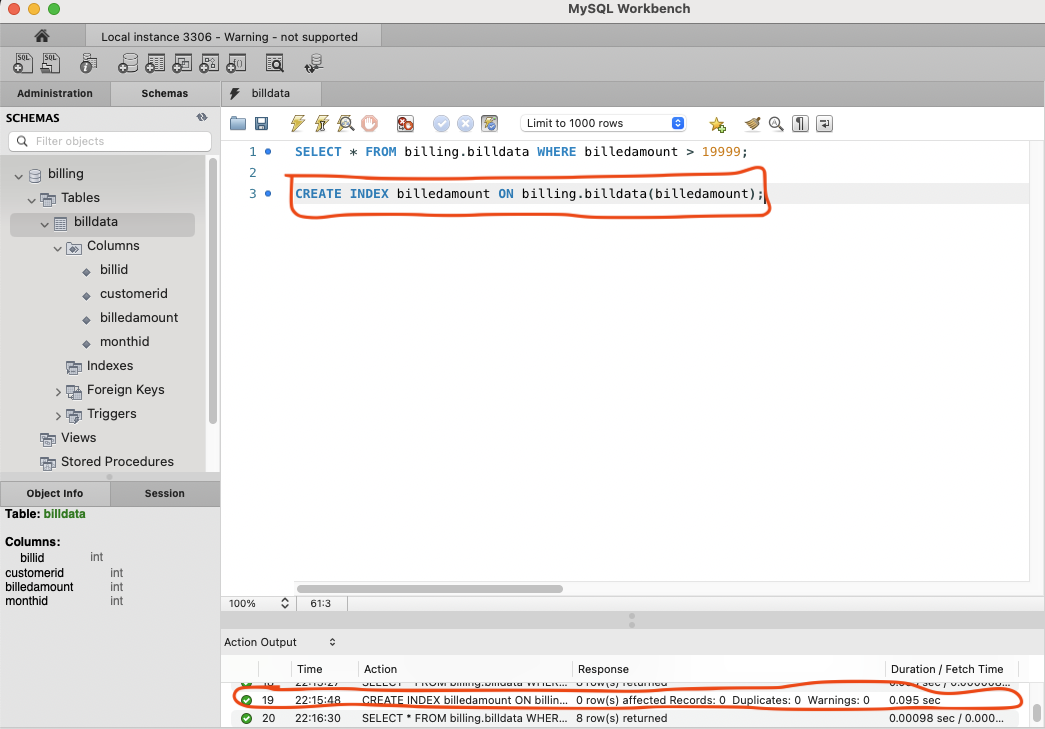 MySQL Workbench
Local instance 3306 - Warning - not supported
Administration
Schemas
billdata
SCHEMAS
Filter objects
billing
Tables
billdata
Columns
billid
customerid
billedamount
monthid
Indexes
Foreign Keys
Triggers
Views
Stored Procedures
Object Info
Session
Table: billdata
Columns:
billid int
customerid int
billedamount int
monthid int
Limit to 1000 rows
1 SELECT * FROM billing.billdata WHERE billedamount > 19999;
2
3 CREATE INDEX billedamount ON billing.billdata(billedamount);
100% 61:3
Action Output
Time Action Response Duration / Fetch Time
SELECT * FROM billing.billdata WHER... 8 row(s) returned
19 22:15:48 CREATE INDEX billedamount ON billin... 0 row(s) affected Records: 0 Duplicates: 0 Warnings: 0 0.095 sec
20 22:16:30 SELECT * FROM billing.billdata WHER... 8 row(s) returned 0.00098 sec / 0.000...